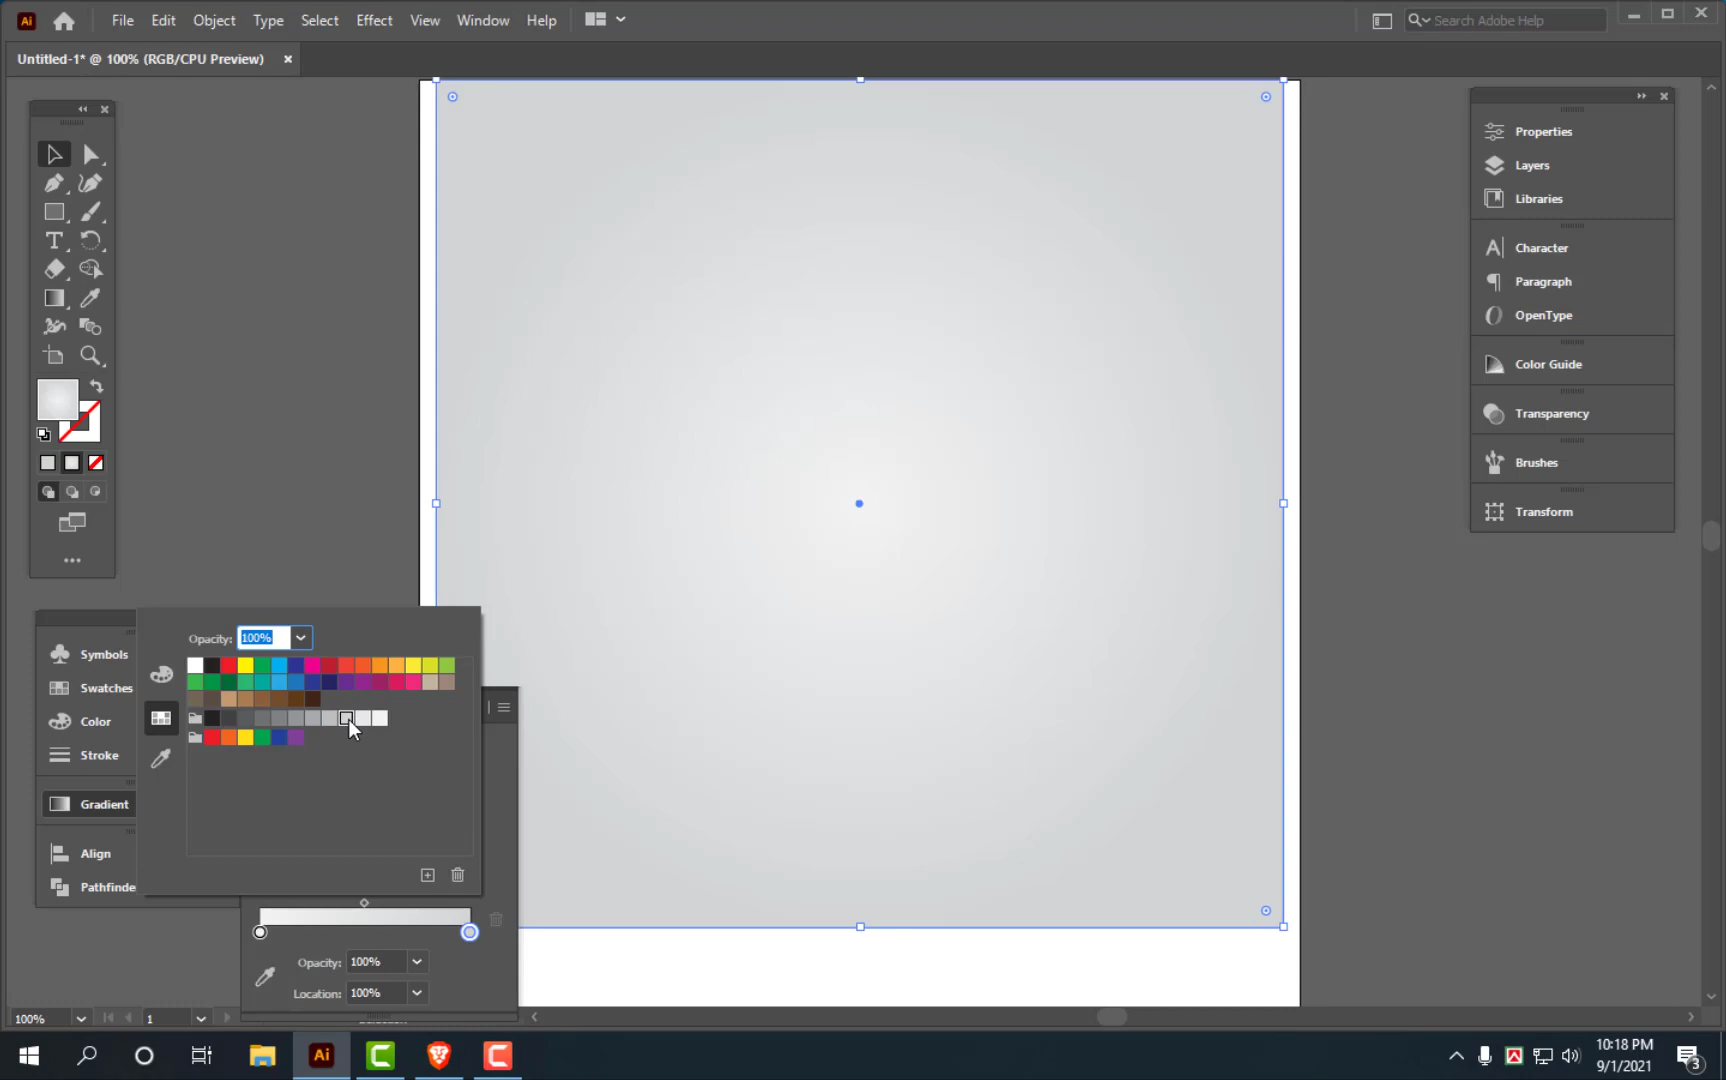 Ai File Edit Object Type Select Effect View Window Help Search Adobe Help
Untitled-1* @ 100% (RGB/CPU Preview)
Properties
Layers
Libraries
Character
Paragraph
OpenType
Color Guide
Transparency
Brushes
Transform
Symbols
Swatches
Color
Stroke
Gradient
Align
Pathfinde
Opacity: 100%
Opacity: 100%
Location: 100%
100% 1
Ai
10:18 PM
9/1/2021
3